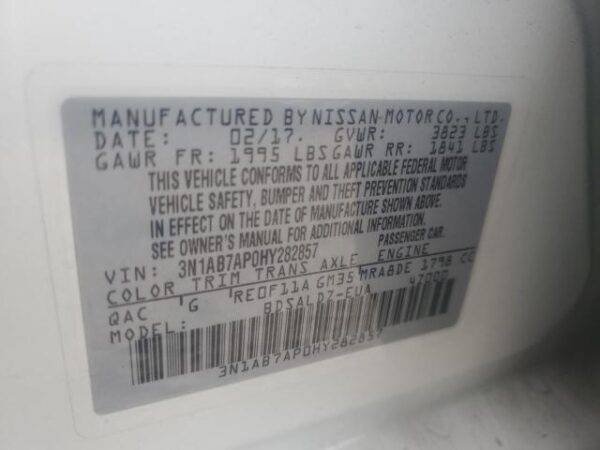 MANUFACTURED BY NISSAN MOTOR CO., LTD.
DATE: 02/17. GVWR: 3823 LBS
GAWR FR: 1995 LBS GAWR RR: 1841 LBS
THIS VEHICLE CONFORMS TO ALL APPLICABLE FEDERAL MOTOR
VEHICLE SAFETY, BUMPER AND THEFT PREVENTION STANDARDS
IN EFFECT ON THE DATE OF MANUFACTURE SHOWN ABOVE.
SEE OWNER'S MANUAL FOR ADDITIONAL INFORMATION.
VIN: 3N1AB7AP0HY282857 PASSENGER CAR.
COLOR TRIM TRANS AXLE ENGINE
QAC G RE0F11A GM35 MRA8DE 1798 CC
MODEL: BDSALDZ-EUA 47000
3N1AB7AP0HY282857